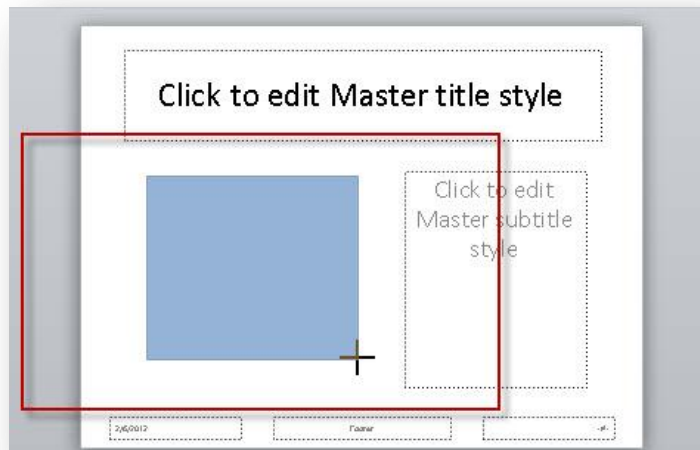 Click to edit Master title style
Click to edit
Master subtitle
style
2/6/2012
Footer
‹#›